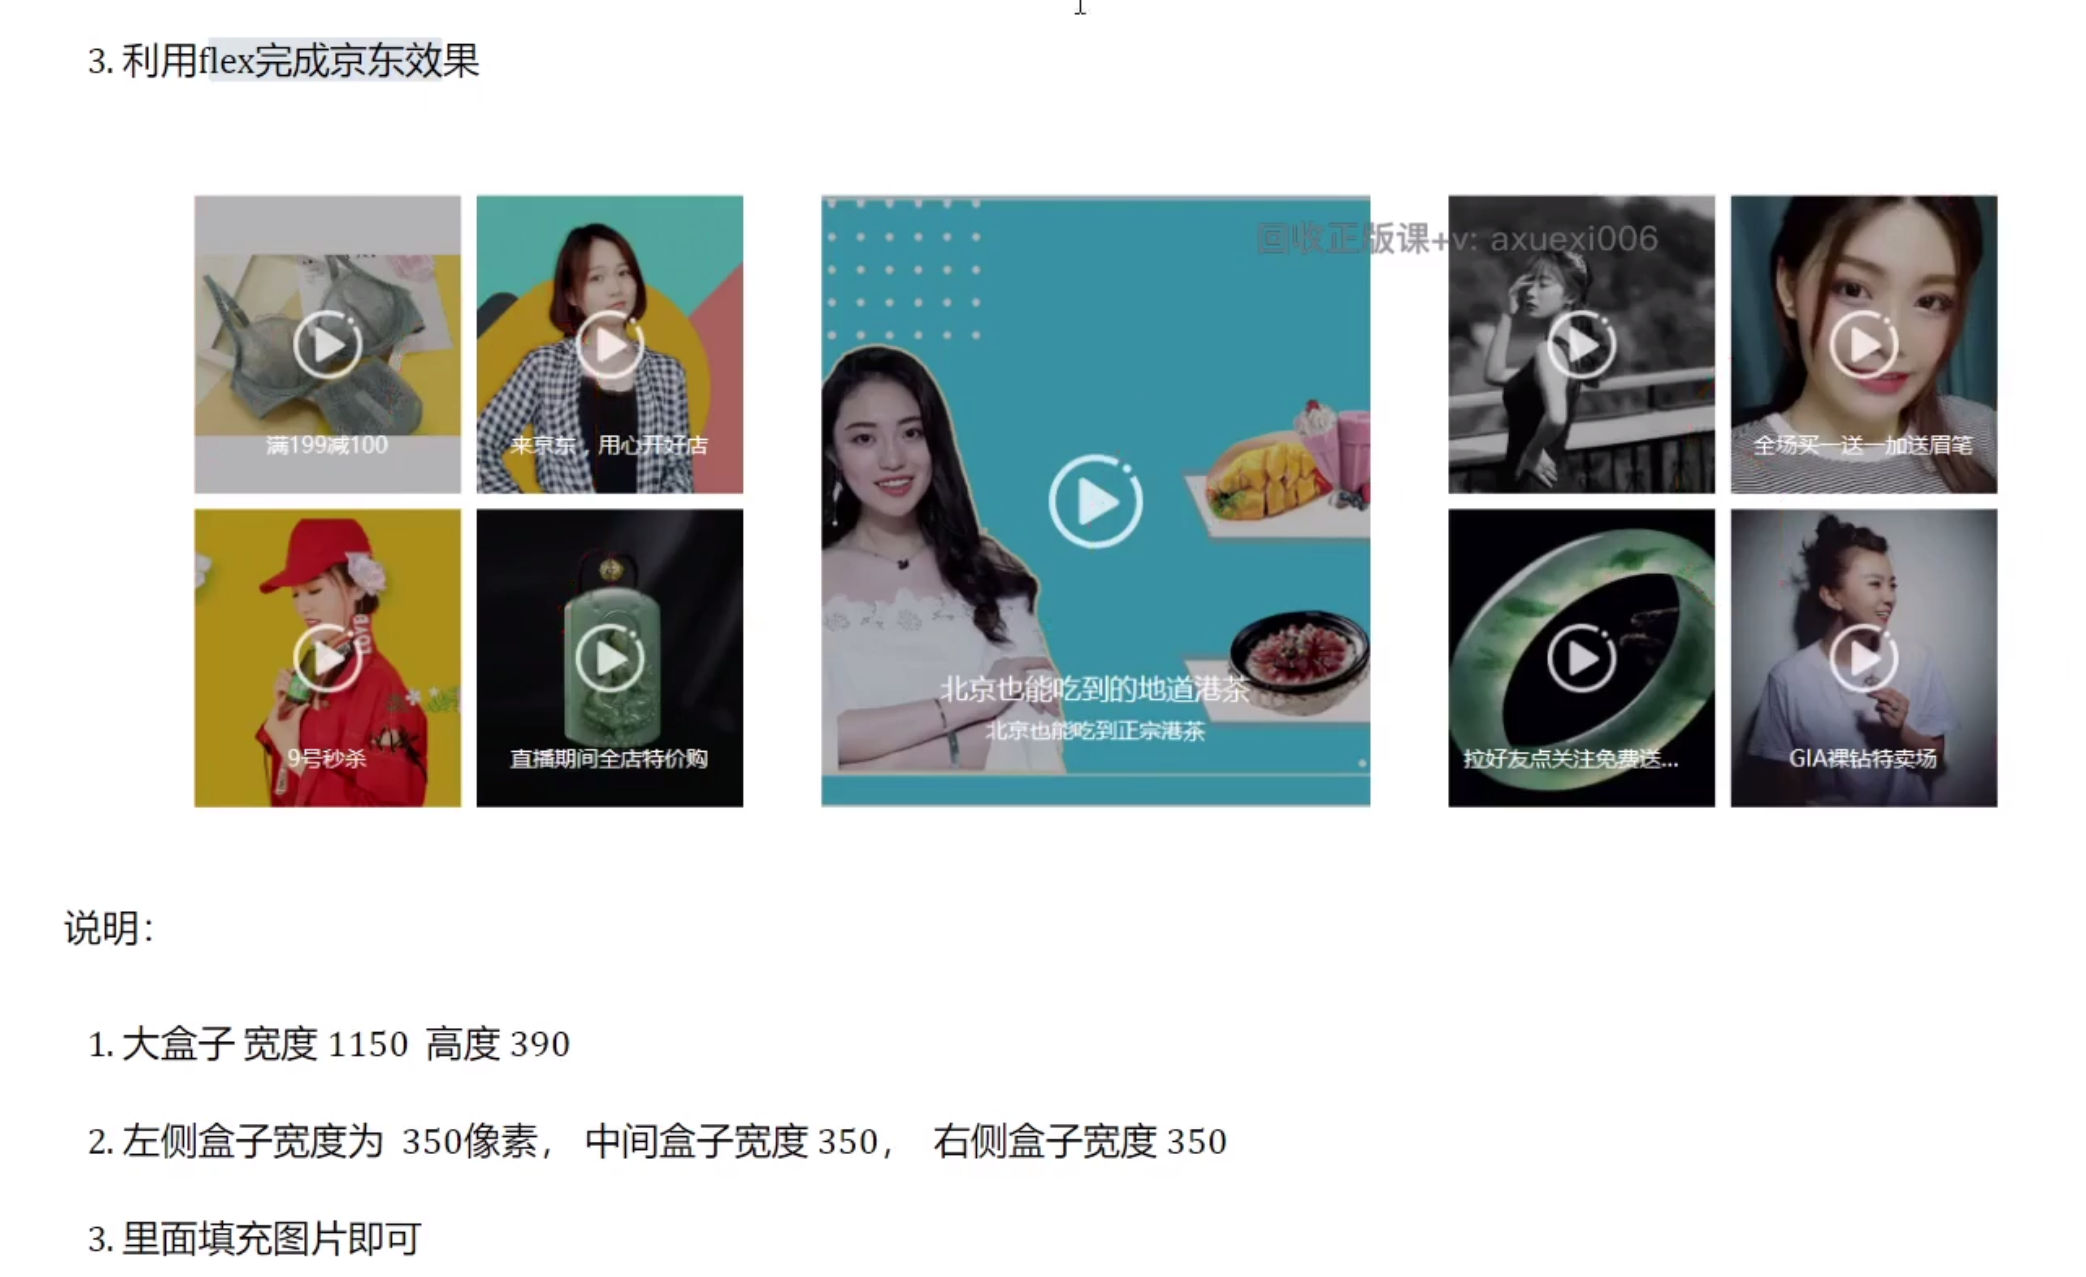 3. 利用flex完成京东效果
回收正版课+v: axuexi006
满199减100
来京东，用心开好店
全场买一送一加送眉笔
北京也能吃到的地道港茶
北京也能吃到正宗港茶
LOVE
9号秒杀
直播期间全店特价购
拉好友点关注免费送...
GIA裸钻特卖场
说明：
1. 大盒子 宽度 1150 高度 390
2. 左侧盒子宽度为 350像素， 中间盒子宽度 350， 右侧盒子宽度 350
3. 里面填充图片即可